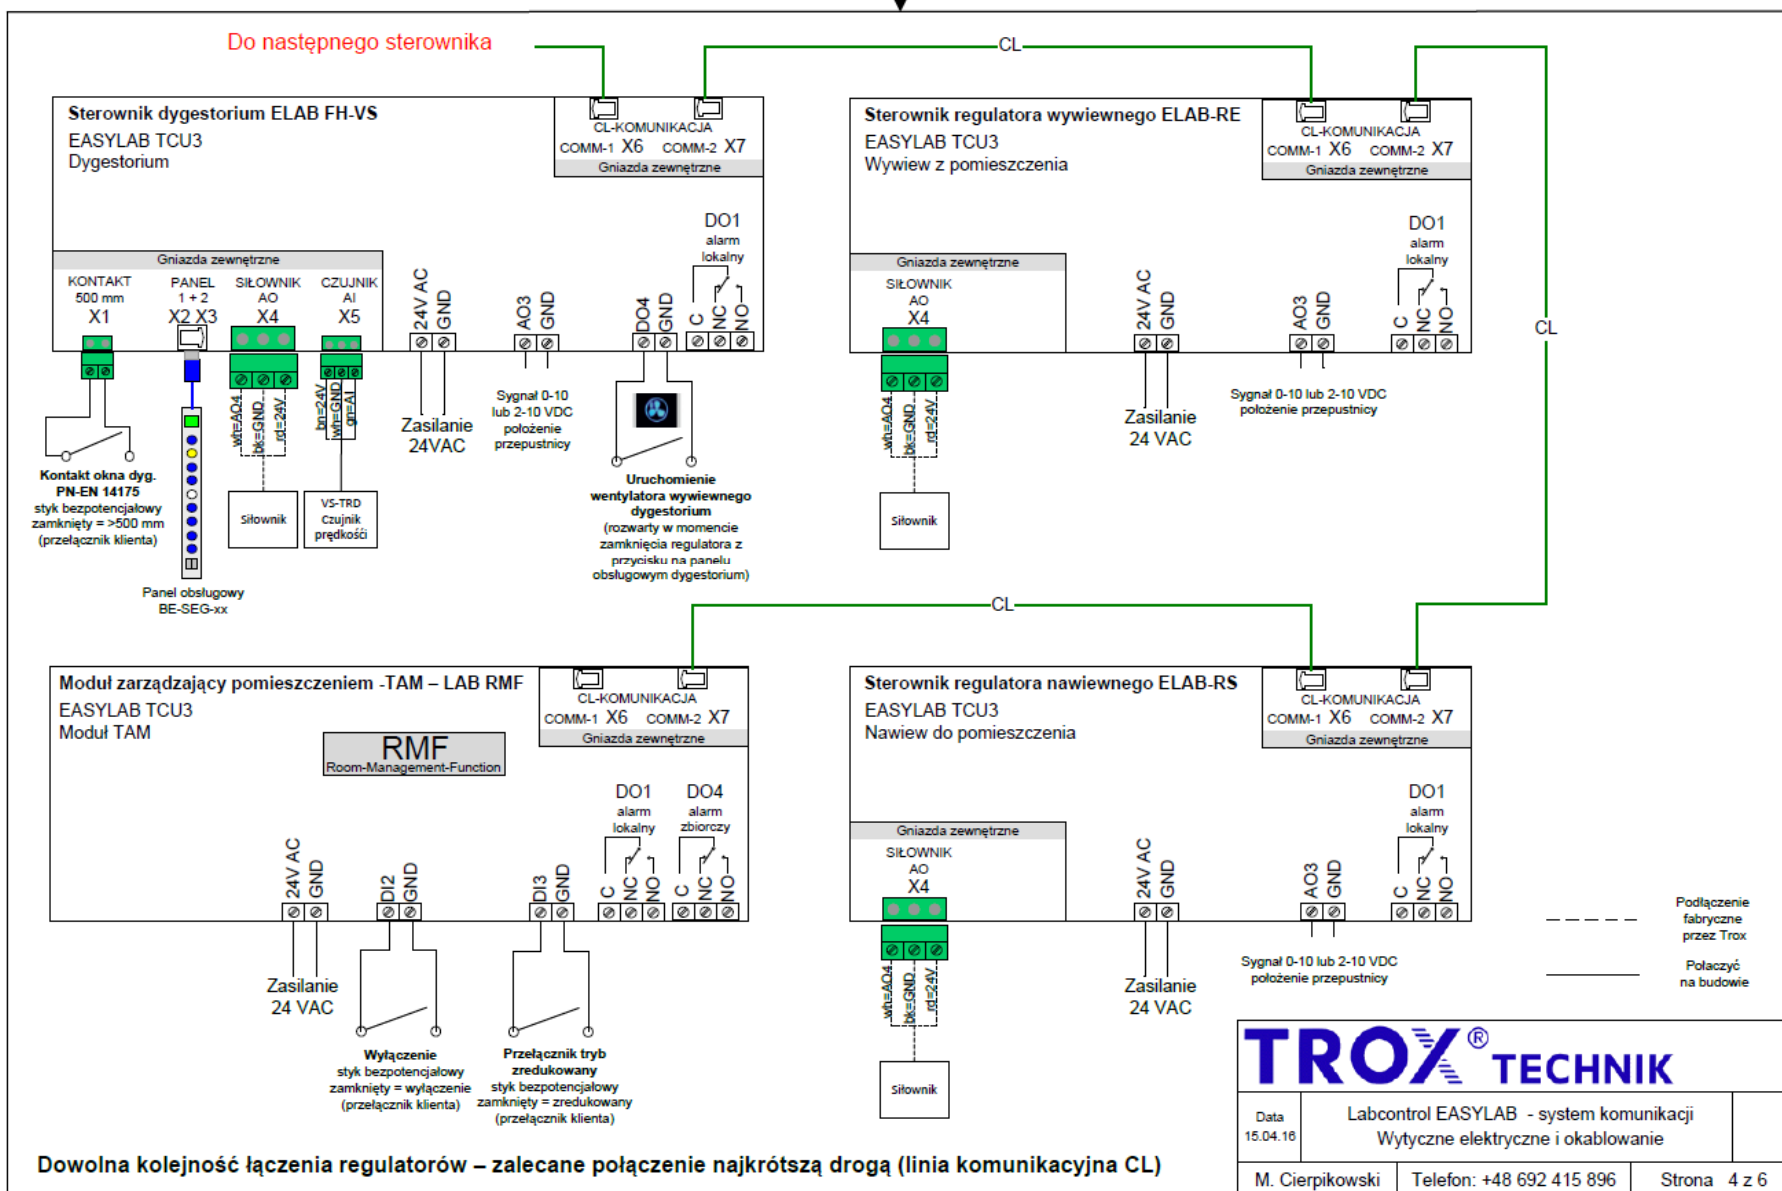 Do następnego sterownika
CL
Sterownik dygestorium ELAB FH-VS
EASYLAB TCU3
Dygestorium
CL-KOMUNIKACJA
COMM-1 X6 COMM-2 X7
Gniazda zewnętrzne
DO1
alarm
lokalny
Gniazda zewnętrzne
KONTAKT
500 mm
X1
PANEL
1 + 2
X2 X3
SIŁOWNIK
AO
X4
CZUJNIK
AI
X5
24V AC
GND
AO3
GND
DO4
GND
C
NC
NO
wh=AO4
bk=GND
rd=24V
bn=24V
wh=GND
gn=AI
Kontakt okna dyg.
PN-EN 14175
styk bezpotencjałowy
zamknięty = >500 mm
(przełącznik klienta)
Panel obsługowy
BE-SEG-xx
Siłownik
VS-TRD
Czujnik
prędkośći
Zasilanie
24VAC
Sygnał 0-10
lub 2-10 VDC
położenie
przepustnicy
Uruchomienie
wentylatora wywiewnego
dygestorium
(rozwarty w momencie
zamknięcia regulatora z
przycisku na panelu
obsługowym dygestorium)
Sterownik regulatora wywiewnego ELAB-RE
EASYLAB TCU3
Wywiew z pomieszczenia
CL-KOMUNIKACJA
COMM-1 X6 COMM-2 X7
Gniazda zewnętrzne
DO1
alarm
lokalny
Gniazda zewnętrzne
SIŁOWNIK
AO
X4
24V AC
GND
AO3
GND
C
NC
NO
wh=AO4
bk=GND
rd=24V
Siłownik
Zasilanie
24 VAC
Sygnał 0-10 lub 2-10 VDC
położenie przepustnicy
CL
CL
Moduł zarządzający pomieszczeniem -TAM – LAB RMF
EASYLAB TCU3
Moduł TAM
RMF
Room-Management-Function
CL-KOMUNIKACJA
COMM-1 X6 COMM-2 X7
Gniazda zewnętrzne
DO1
alarm
lokalny
DO4
alarm
zbiorczy
24V AC
GND
DI2
GND
DI3
GND
C
NC
NO
C
NC
NO
Zasilanie
24 VAC
Wyłączenie
styk bezpotencjałowy
zamknięty = wyłączenie
(przełącznik klienta)
Przełącznik tryb
zredukowany
styk bezpotencjałowy
zamknięty = zredukowany
(przełącznik klienta)
Sterownik regulatora nawiewnego ELAB-RS
EASYLAB TCU3
Nawiew do pomieszczenia
CL-KOMUNIKACJA
COMM-1 X6 COMM-2 X7
Gniazda zewnętrzne
DO1
alarm
lokalny
Gniazda zewnętrzne
SIŁOWNIK
AO
X4
24V AC
GND
AO3
GND
C
NC
NO
wh=AO4
bk=GND
rd=24V
Siłownik
Zasilanie
24 VAC
Sygnał 0-10 lub 2-10 VDC
położenie przepustnicy
Podłączenie
fabryczne
przez Trox
Połaczyć
na budowie
Dowolna kolejność łączenia regulatorów – zalecane połączenie najkrótszą drogą (linia komunikacyjna CL)
TROX® TECHNIK
Data
15.04.16
Labcontrol EASYLAB - system komunikacji
Wytyczne elektryczne i okablowanie
M. Cierpikowski
Telefon: +48 692 415 896
Strona 4 z 6